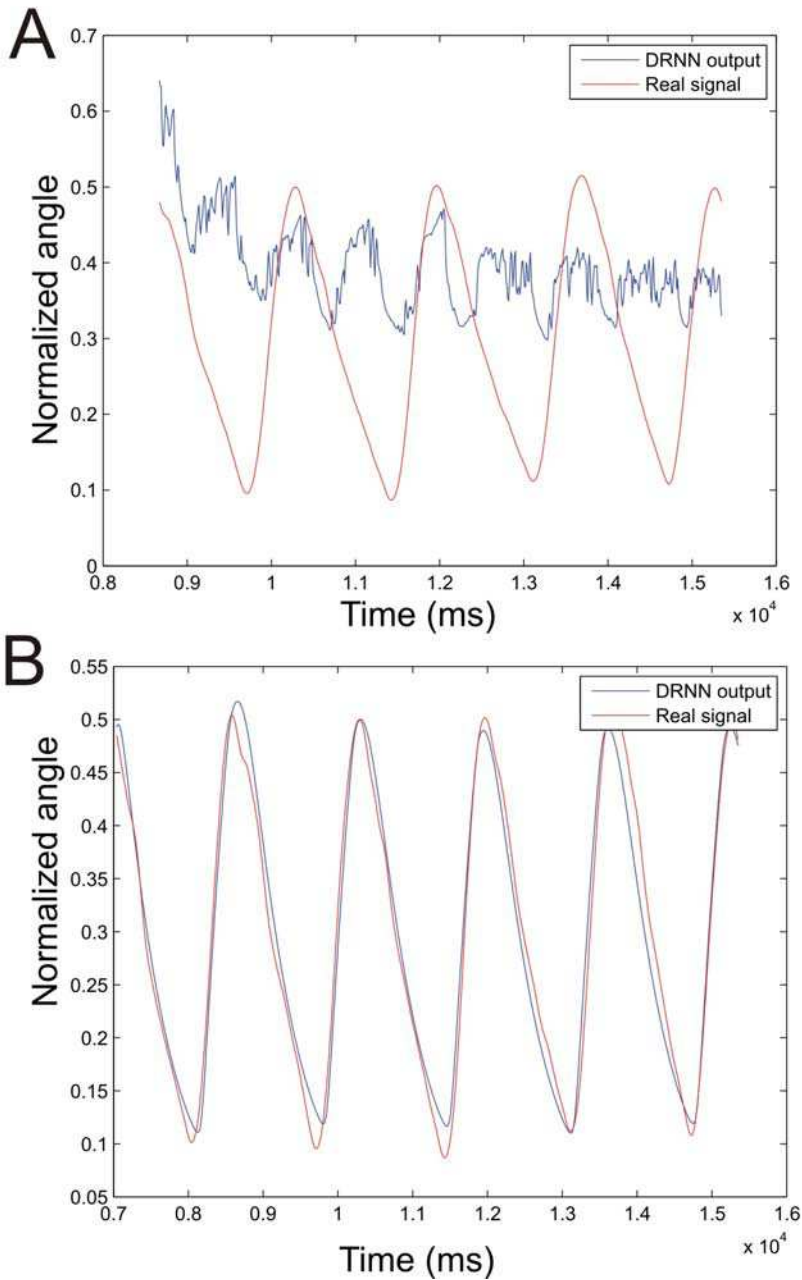 A
0.7
0.6
0.5
0.4
0.3
0.2
0.1
0
Normalized angle
DRNN output
Real signal
0.8 0.9 1 1.1 1.2 1.3 1.4 1.5 1.6
x 10^4
Time (ms)
B
0.55
0.5
0.45
0.4
0.35
0.3
0.25
0.2
0.15
0.1
0.05
Normalized angle
DRNN output
Real signal
0.7 0.8 0.9 1 1.1 1.2 1.3 1.4 1.5 1.6
x 10^4
Time (ms)